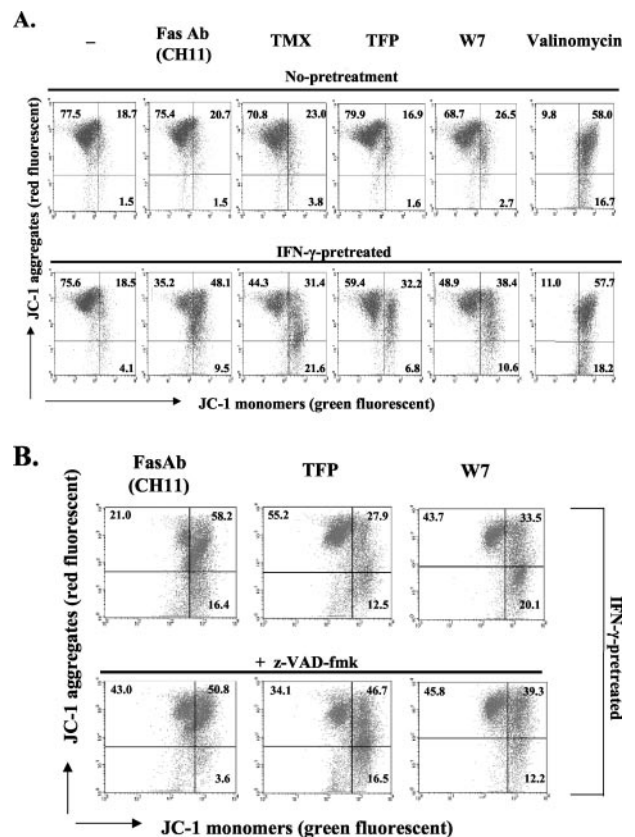 A.
– Fas Ab (CH11) TMX TFP W7 Valinomycin
No-pretreatment
77.5 18.7 75.4 20.7 70.8 23.0 79.9 16.9 68.7 26.5 9.8 58.0
1.5 1.5 3.8 1.6 2.7 16.7
IFN-γ-pretreated
75.6 18.5 35.2 48.1 44.3 31.4 59.4 32.2 48.9 38.4 11.0 57.7
4.1 9.5 21.6 6.8 10.6 18.2
JC-1 aggregates (red fluorescent)
JC-1 monomers (green fluorescent)
B.
FasAb (CH11) TFP W7
21.0 58.2 55.2 27.9 43.7 33.5
16.4 12.5 20.1
+ z-VAD-fmk
43.0 50.8 34.1 46.7 45.8 39.3
3.6 16.5 12.2
JC-1 aggregates (red fluorescent)
IFN-γ-pretreated
JC-1 monomers (green fluorescent)